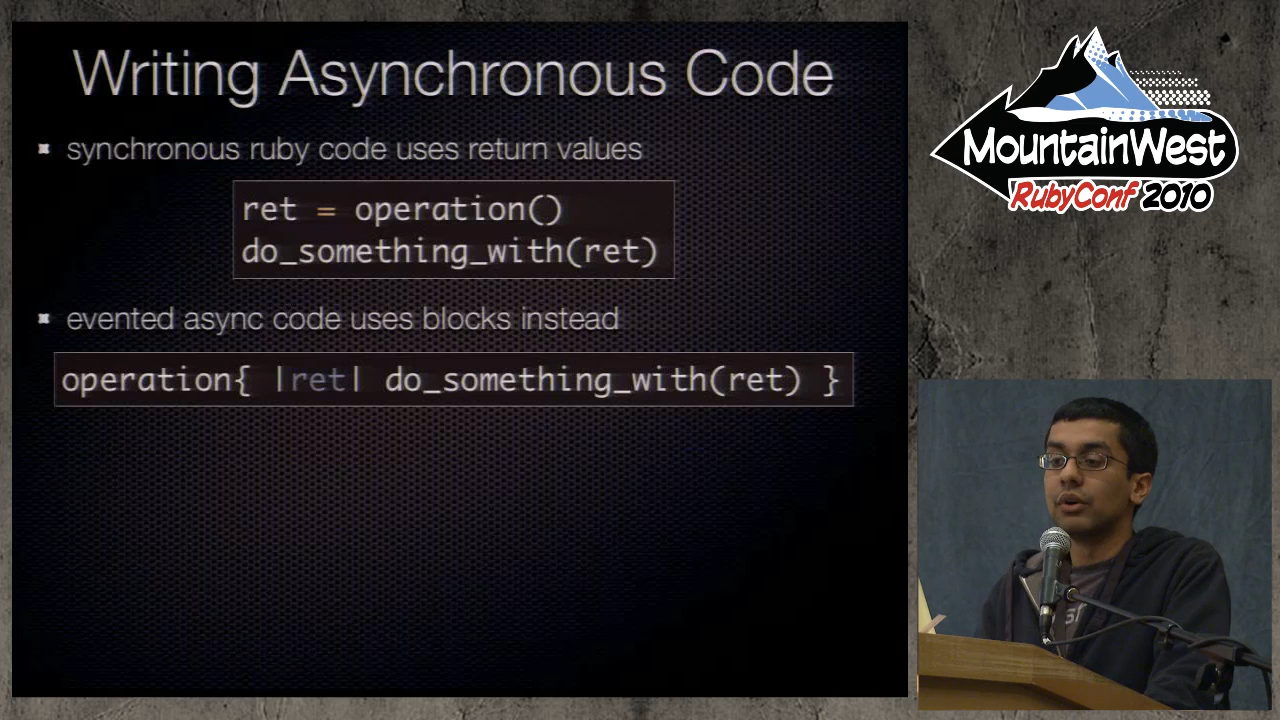 Writing Asynchronous Code
synchronous ruby code uses return values
ret = operation()
do_something_with(ret)
evented async code uses blocks instead
operation{ |ret| do_something_with(ret) }
MountainWest
RubyConf 2010